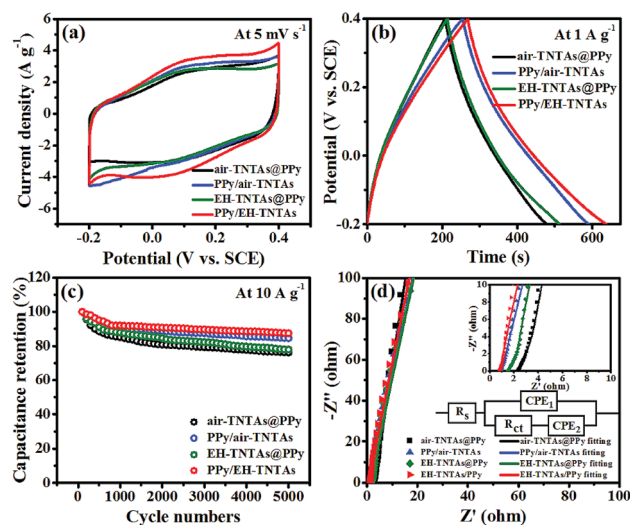 (a)
At 5 mV s⁻¹
Current density (A g⁻¹)
6
4
2
0
-2
-4
-6
air-TNTAs@PPy
PPy/air-TNTAs
EH-TNTAs@PPy
PPy/EH-TNTAs
-0.2
0.0
0.2
0.4
Potential (V vs. SCE)
(b)
At 1 A g⁻¹
Potential (V vs. SCE)
0.4
0.2
0.0
-0.2
air-TNTAs@PPy
PPy/air-TNTAs
EH-TNTAs@PPy
PPy/EH-TNTAs
0
200
400
600
Time (s)
(c)
At 10 A g⁻¹
Capacitance retention (%)
120
100
80
60
40
20
0
air-TNTAs@PPy
PPy/air-TNTAs
EH-TNTAs@PPy
PPy/EH-TNTAs
0
1000
2000
3000
4000
5000
Cycle numbers
(d)
-Z'' (ohm)
100
80
60
40
20
0
10
8
6
4
2
0
-Z'' (ohm)
0
2
4
6
8
10
Z' (ohm)
CPE₁
Rs
Rct
CPE₂
air-TNTAs@PPy
PPy/air-TNTAs
EH-TNTAs@PPy
EH-TNTAs/PPy
air-TNTAs@PPy fitting
PPy/air-TNTAs fitting
EH-TNTAs@PPy fitting
EH-TNTAs/PPy fitting
0
20
40
60
80
100
Z' (ohm)